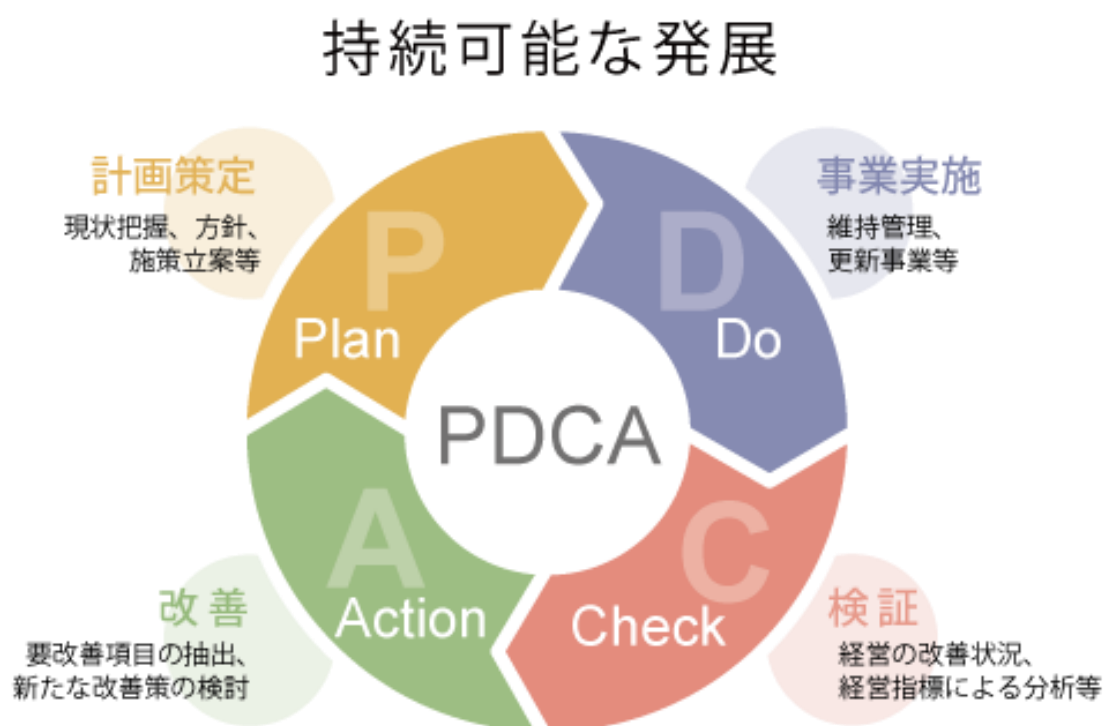 持続可能な発展
計画策定
現状把握、方針、
施策立案等
P
Plan
事業実施
維持管理、
更新事業等
D
Do
PDCA
A
Action
改善
要改善項目の抽出、
新たな改善策の検討
C
Check
検証
経営の改善状況、
経営指標による分析等